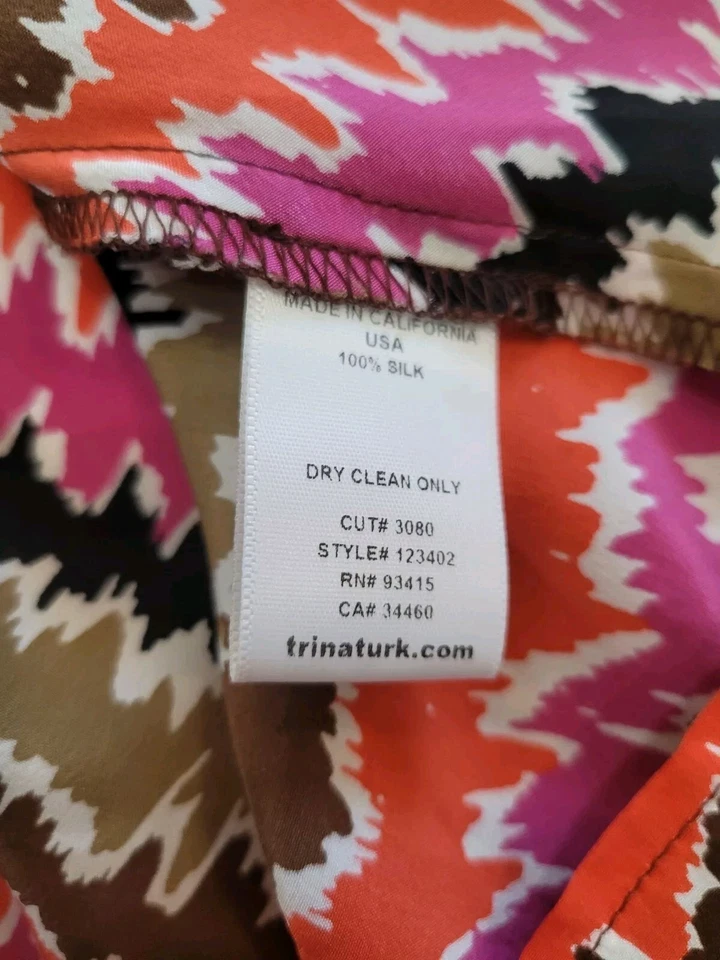 MADE IN CALIFORNIA
USA
100% SILK
DRY CLEAN ONLY
CUT# 3080
STYLE# 123402
RN# 93415
CA# 34460
trinaturk.com